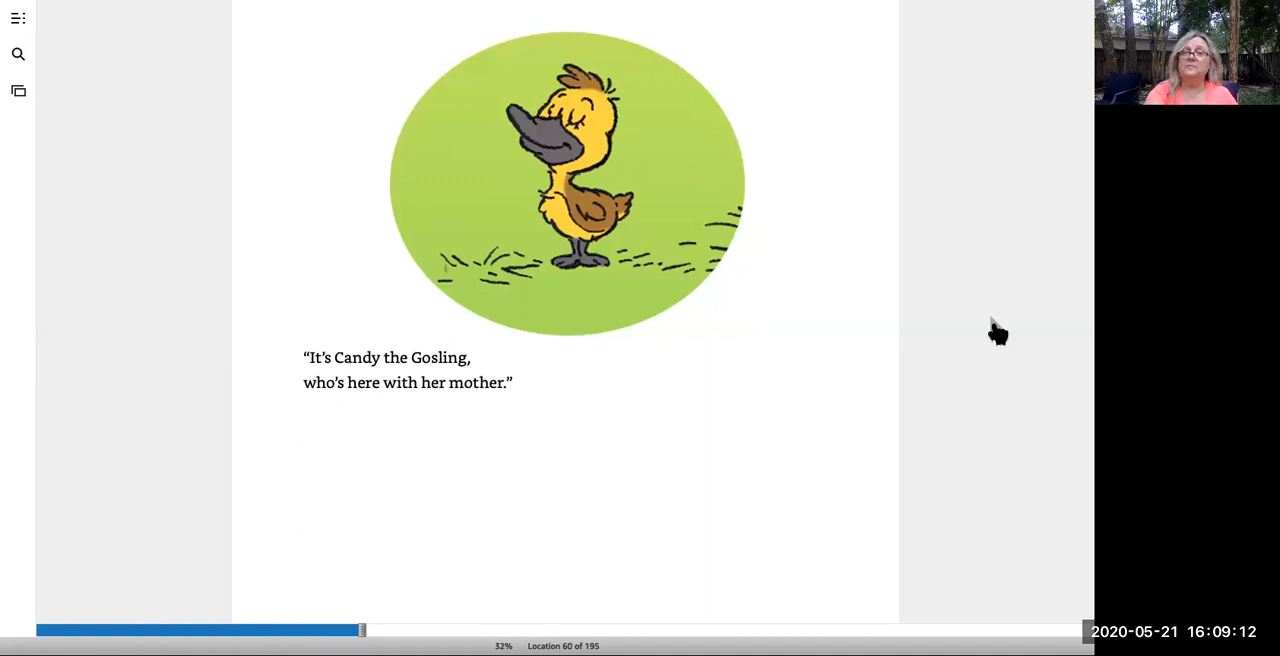 “It’s Candy the Gosling,
who’s here with her mother.”
2020-05-21 16:09:12
32% Location 60 of 195